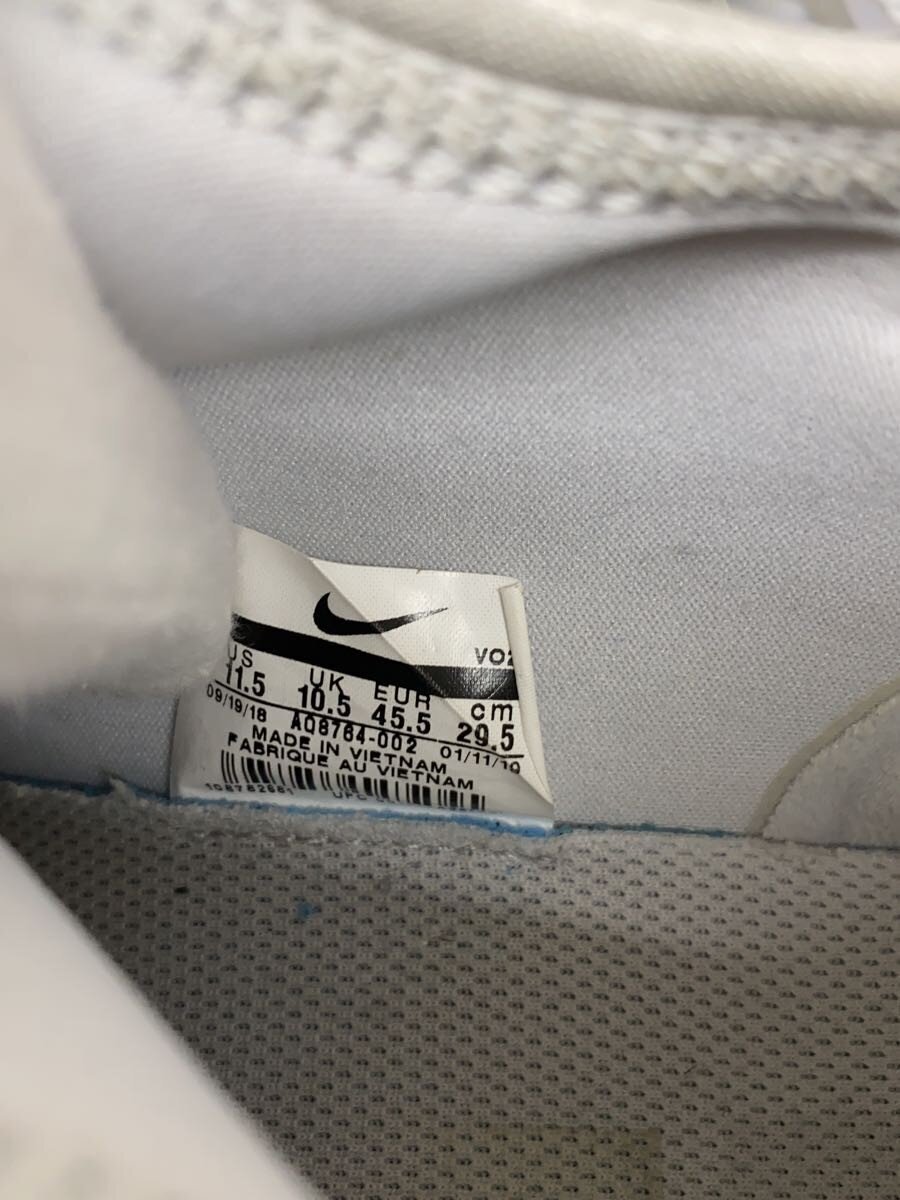 VO2
US UK EUR cm
11.5 10.5 45.5 29.5
09/19/18 AO8764-002 01/11/19
MADE IN VIETNAM
FABRIQUE AU VIETNAM